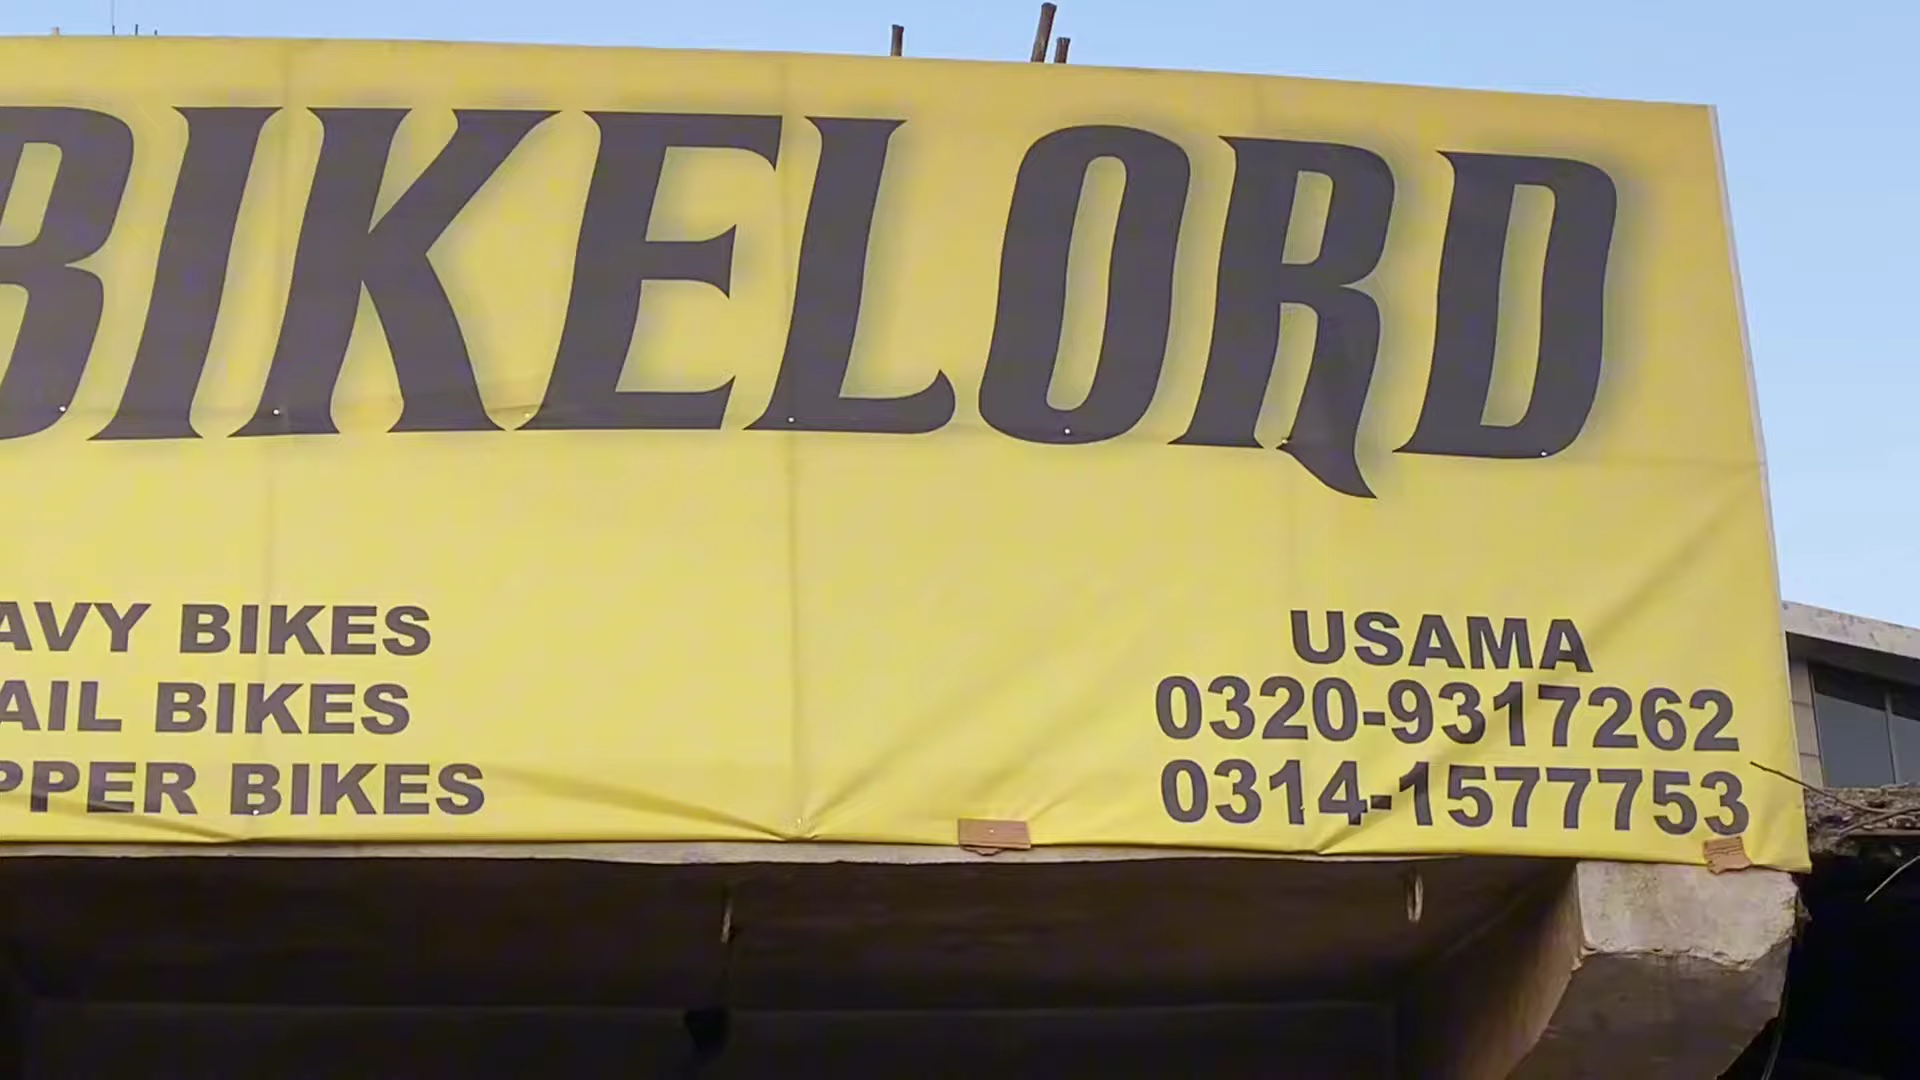 BIKELORD
AVY BIKES
AIL BIKES
PPER BIKES
USAMA
0320-9317262
0314-1577753